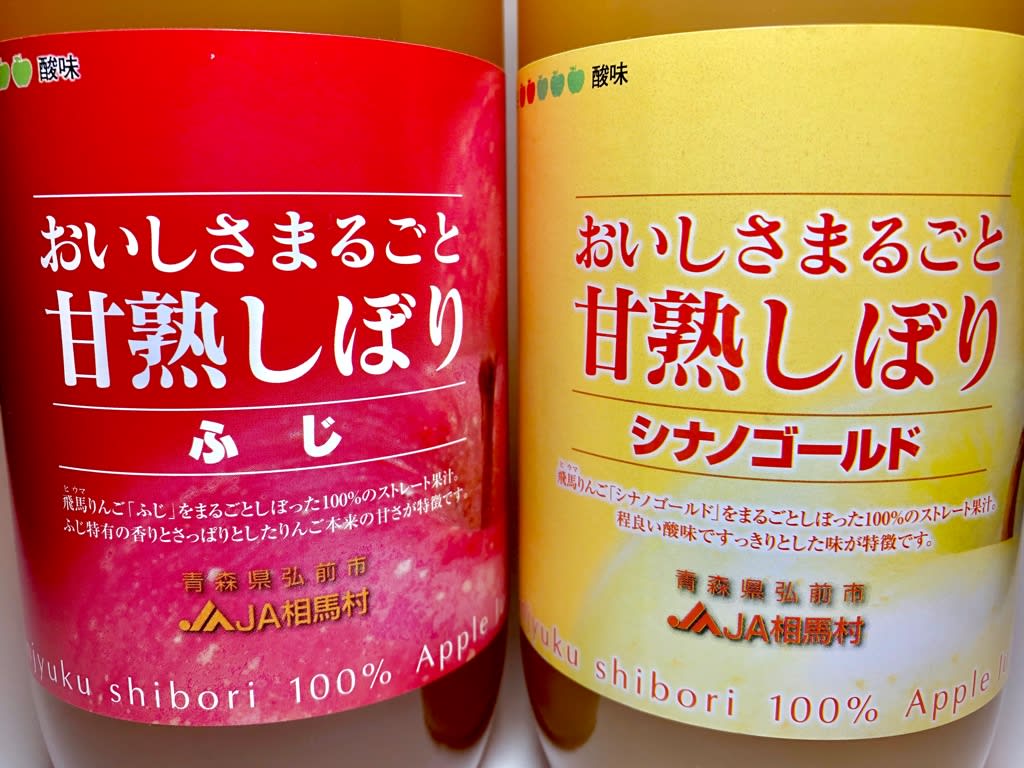 酸味
おいしさまるごと
甘熟しぼり
ふじ
ヒウマ
飛馬りんご「ふじ」をまるごとしぼった100%のストレート果汁。
ふじ特有の香りとさっぱりとしたりんご本来の甘さが特徴です。
青森県弘前市
JA相馬村
jyuku shibori 100% Apple
酸味
おいしさまるごと
甘熟しぼり
シナノゴールド
ヒウマ
飛馬りんご「シナノゴールド」をまるごとしぼった100%のストレート果汁。
程良い酸味ですっきりとした味が特徴です。
青森県弘前市
JA相馬村
jyuku shibori 100% Apple